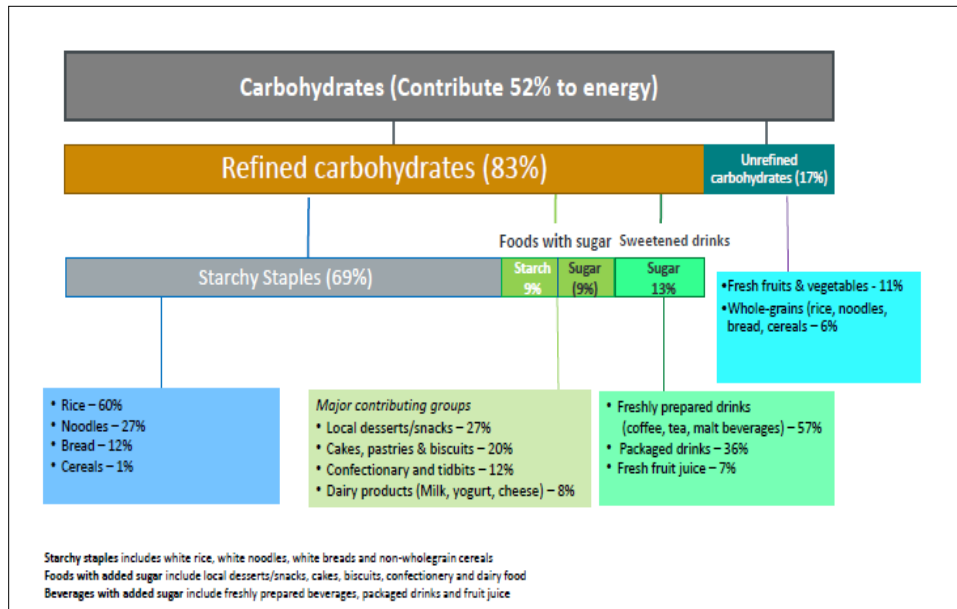 Carbohydrates (Contribute 52% to energy)
Refined carbohydrates (83%)
Unrefined
carbohydrates (17%)
Foods with sugar
Sweetened drinks
Starchy Staples (69%)
Starch
9%
Sugar
(9%)
Sugar
13%
•Fresh fruits & vegetables - 11%
•Whole-grains (rice, noodles,
bread, cereals – 6%
• Rice – 60%
• Noodles – 27%
• Bread – 12%
• Cereals – 1%
Major contributing groups
• Local desserts/snacks – 27%
• Cakes, pastries & biscuits – 20%
• Confectionary and tidbits – 12%
• Dairy products (Milk, yogurt, cheese) – 8%
• Freshly prepared drinks
(coffee, tea, malt beverages) – 57%
• Packaged drinks – 36%
• Fresh fruit juice – 7%
Starchy staples includes white rice, white noodles, white breads and non-wholegrain cereals
Foods with added sugar include local desserts/snacks, cakes, biscuits, confectionery and dairy food
Beverages with added sugar include freshly prepared beverages, packaged drinks and fruit juice